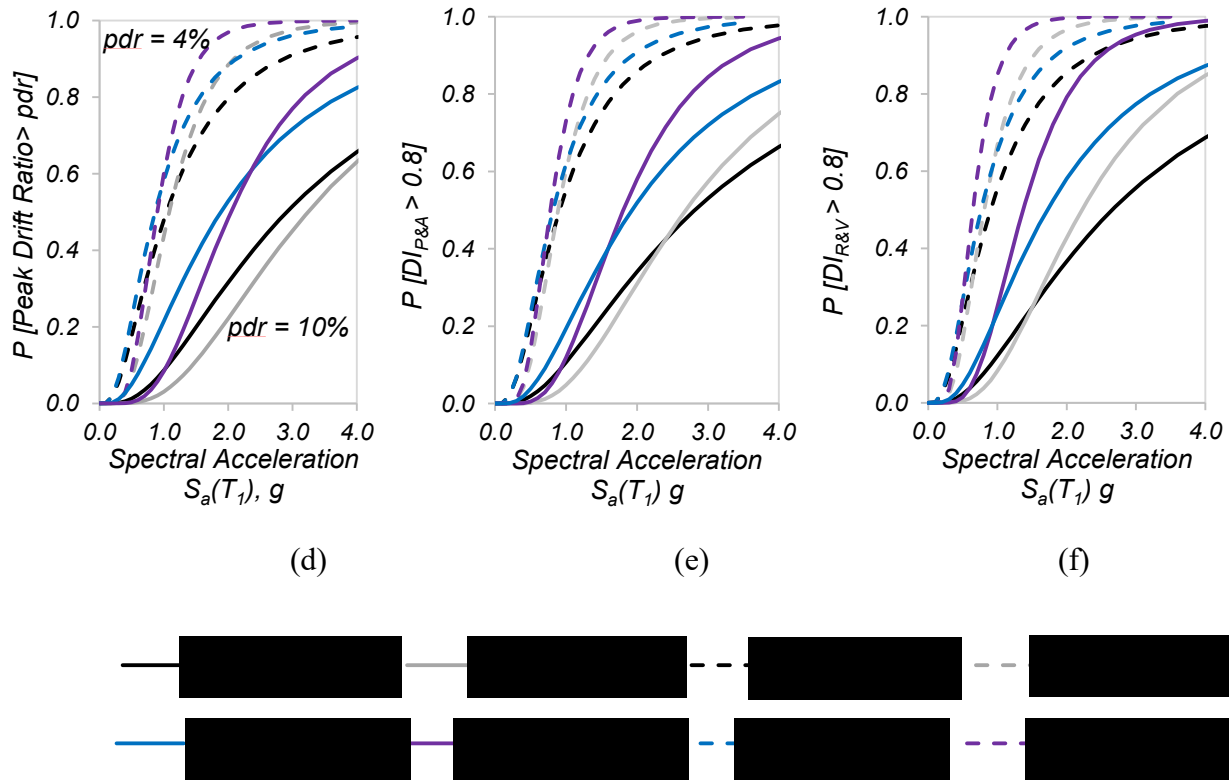 P [Peak Drift Ratio> pdr]
1.0
0.8
0.6
0.4
0.2
0.0
pdr = 4%
pdr = 10%
0.0 1.0 2.0 3.0 4.0
Spectral Acceleration
Sa(T1), g
(d)
P [DIP&A > 0.8]
1.0
0.8
0.6
0.4
0.2
0.0
0.0 1.0 2.0 3.0 4.0
Spectral Acceleration
Sa(T1) g
(e)
P [DIR&V > 0.8]
1.0
0.8
0.6
0.4
0.2
0.0
0.0 1.0 2.0 3.0 4.0
Spectral Acceleration
Sa(T1) g
(f)